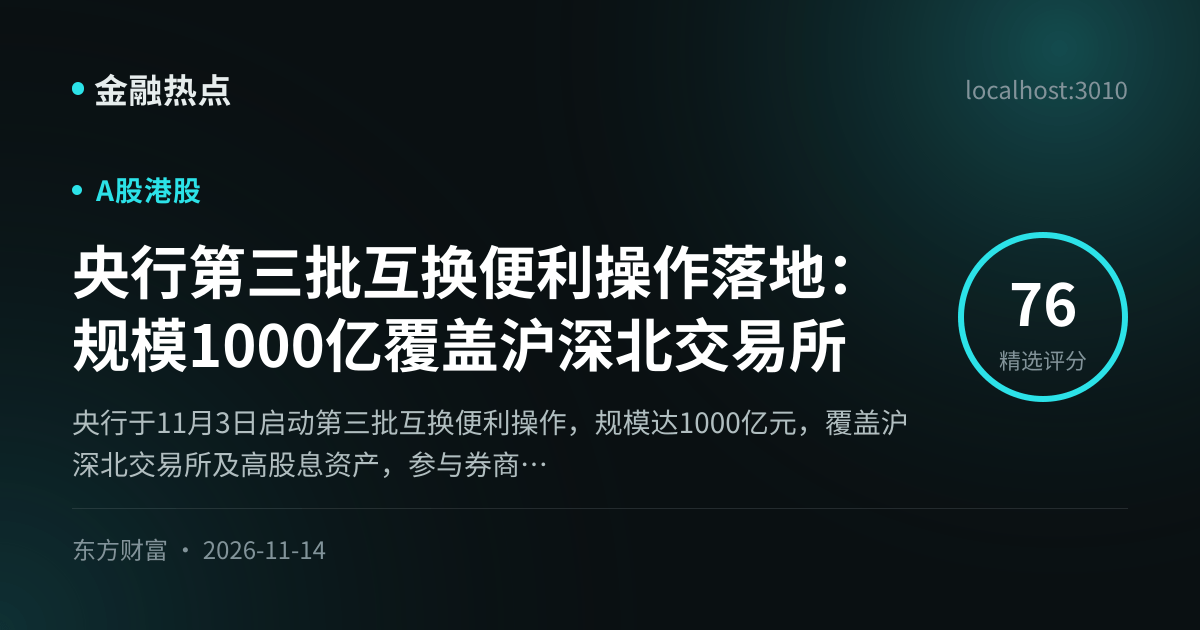 金融热点
localhost:3010
A股港股
央行第三批互换便利操作落地：
规模1000亿覆盖沪深北交易所
76
精选评分
央行于11月3日启动第三批互换便利操作，规模达1000亿元，覆盖沪
深北交易所及高股息资产，参与券商…
东方财富 · 2026-11-14